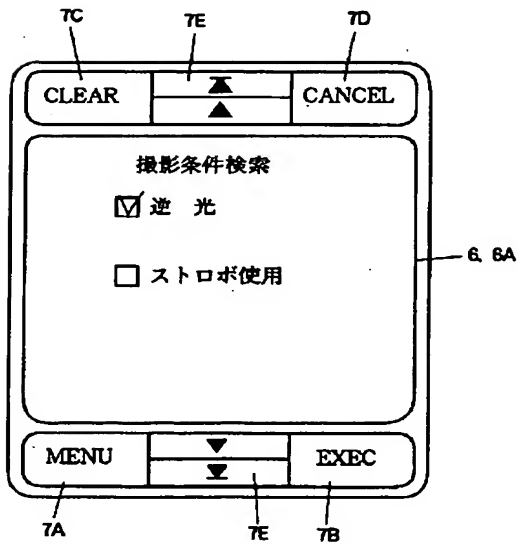 7C 7E 7D
CLEAR CANCEL
撮影条件検索
逆 光
6, 6A
ストロボ使用
MENU EXEC
7A 7E 7B